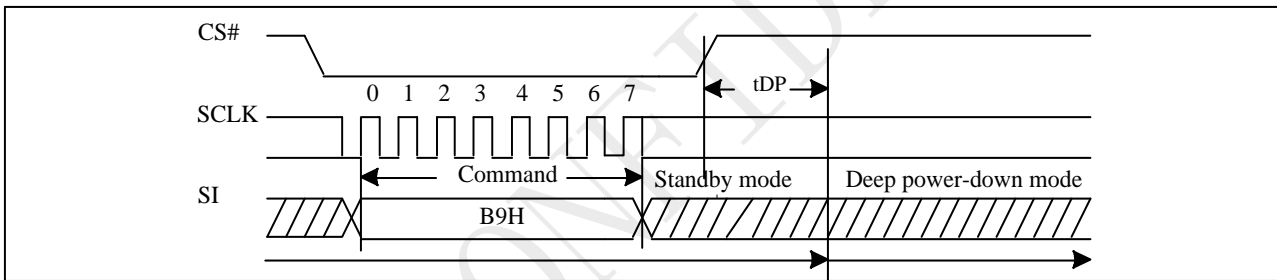 CS#
tDP
0 1 2 3 4 5 6 7
SCLK
Command
Standby mode
Deep power-down mode
SI
B9H